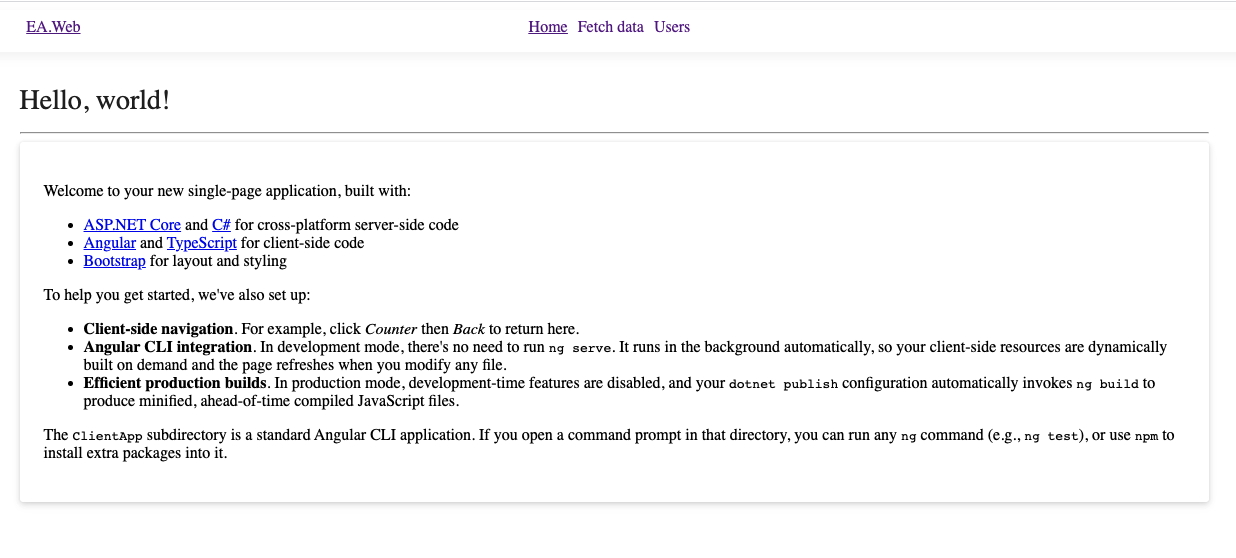 EA.Web Home Fetch data Users
Hello, world!
Welcome to your new single-page application, built with:
• ASP.NET Core and C# for cross-platform server-side code
• Angular and TypeScript for client-side code
• Bootstrap for layout and styling
To help you get started, we've also set up:
• Client-side navigation. For example, click Counter then Back to return here.
• Angular CLI integration. In development mode, there's no need to run ng serve. It runs in the background automatically, so your client-side resources are dynamically
built on demand and the page refreshes when you modify any file.
• Efficient production builds. In production mode, development-time features are disabled, and your dotnet publish configuration automatically invokes ng build to
produce minified, ahead-of-time compiled JavaScript files.
The ClientApp subdirectory is a standard Angular CLI application. If you open a command prompt in that directory, you can run any ng command (e.g., ng test), or use npm to
install extra packages into it.